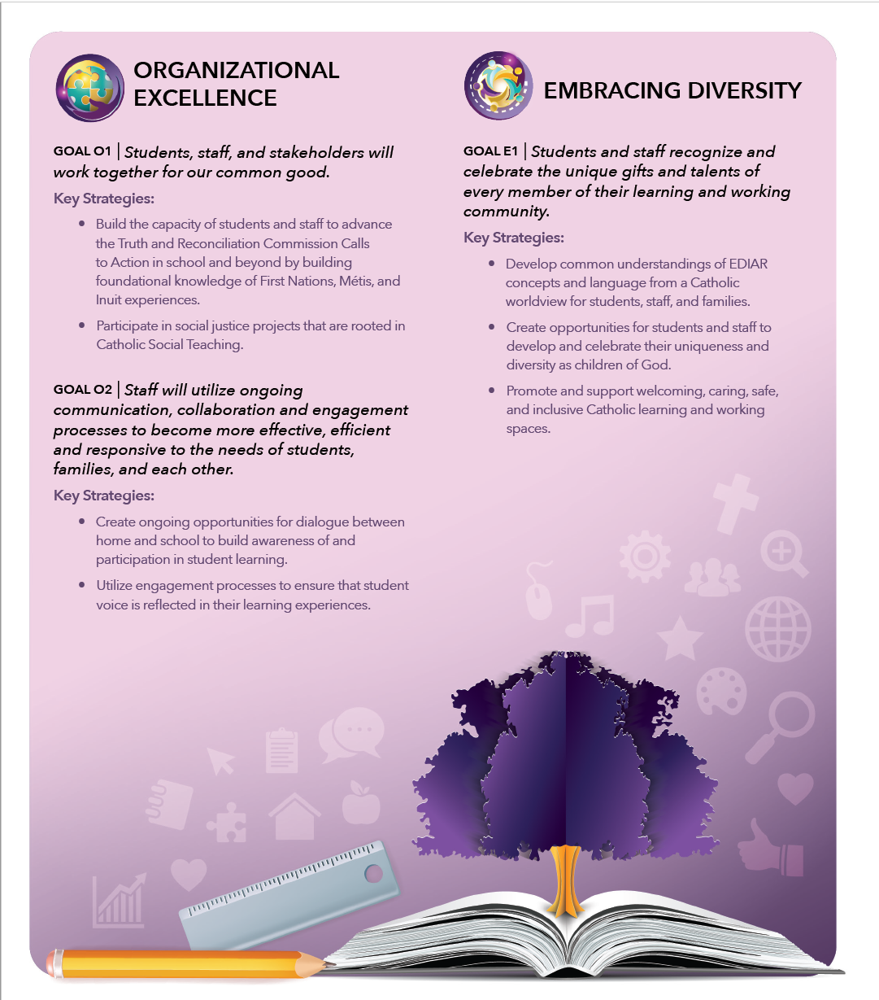 ORGANIZATIONAL
EXCELLENCE
GOAL O1 | Students, staff, and stakeholders will
work together for our common good.
Key Strategies:
• Build the capacity of students and staff to advance
the Truth and Reconciliation Commission Calls
to Action in school and beyond by building
foundational knowledge of First Nations, Métis, and
Inuit experiences.
• Participate in social justice projects that are rooted in
Catholic Social Teaching.
GOAL O2 | Staff will utilize ongoing
communication, collaboration and engagement
processes to become more effective, efficient
and responsive to the needs of students,
families, and each other.
Key Strategies:
• Create ongoing opportunities for dialogue between
home and school to build awareness of and
participation in student learning.
• Utilize engagement processes to ensure that student
voice is reflected in their learning experiences.
EMBRACING DIVERSITY
GOAL E1 | Students and staff recognize and
celebrate the unique gifts and talents of
every member of their learning and working
community.
Key Strategies:
• Develop common understandings of EDIAR
concepts and language from a Catholic
worldview for students, staff, and families.
• Create opportunities for students and staff to
develop and celebrate their uniqueness and
diversity as children of God.
• Promote and support welcoming, caring, safe,
and inclusive Catholic learning and working
spaces.